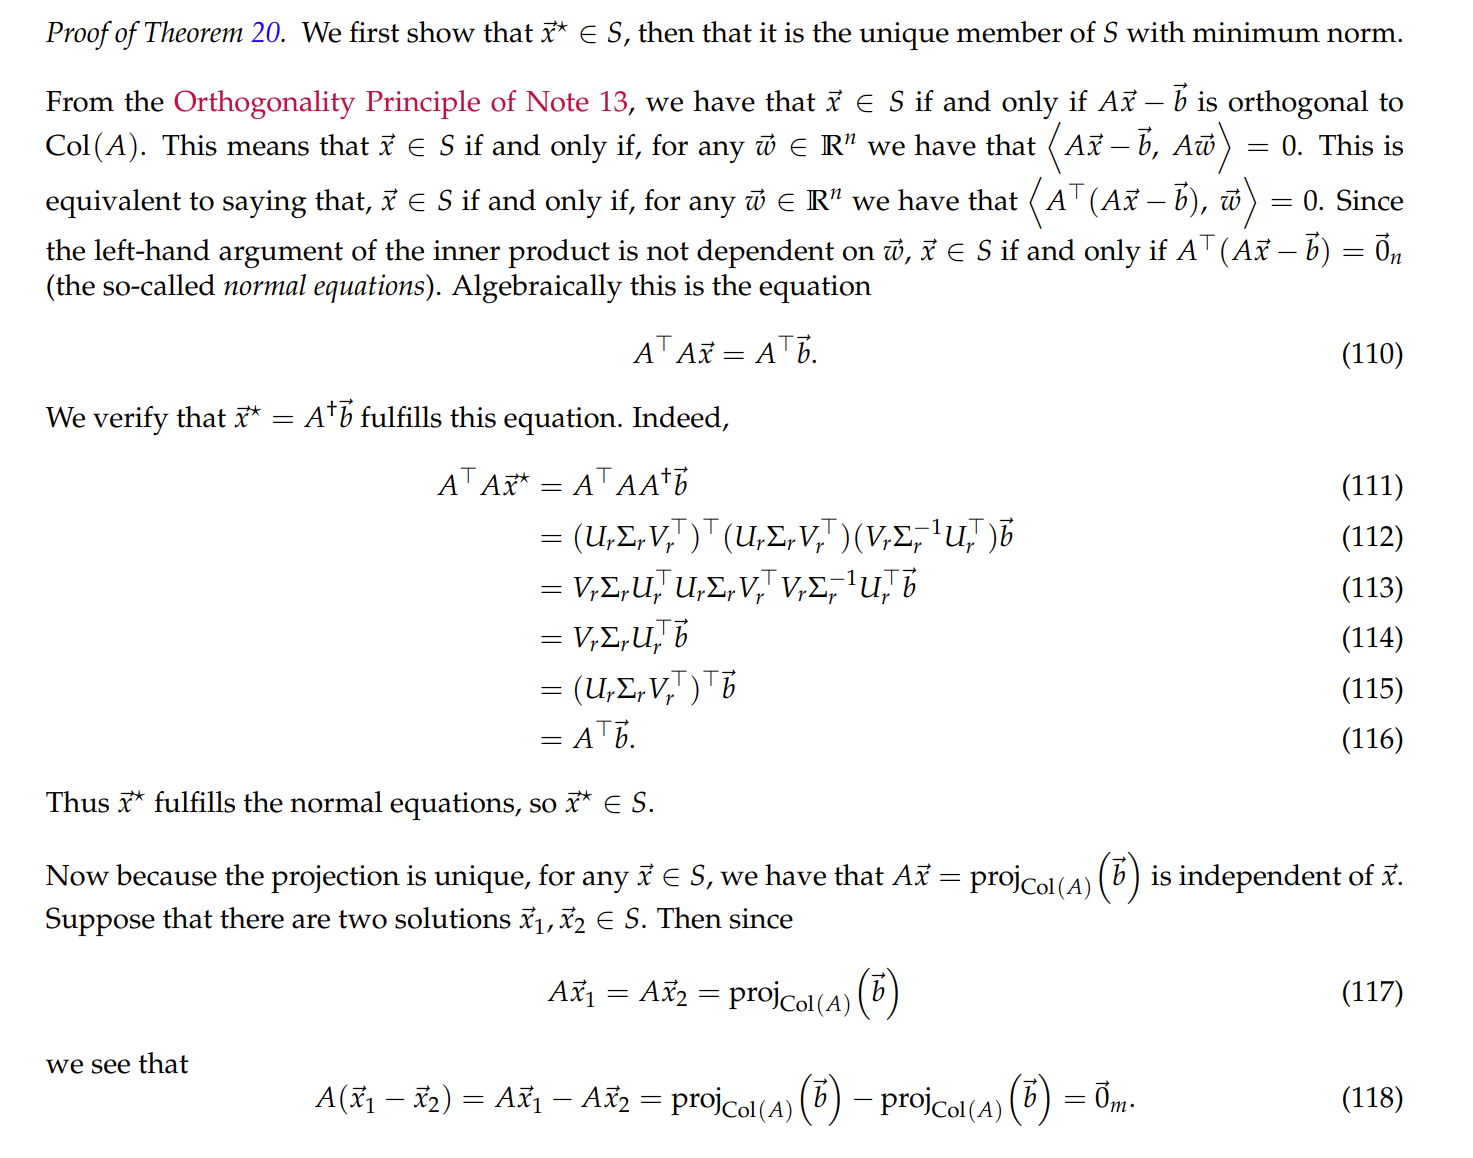 Proof of Theorem 20. We first show that $\vec{x}^\star \in S$, then that it is the unique member of $S$ with minimum norm.
From the Orthogonality Principle of Note 13, we have that $\vec{x} \in S$ if and only if $A\vec{x} - \vec{b}$ is orthogonal to
$\mathrm{Col}(A)$. This means that $\vec{x} \in S$ if and only if, for any $\vec{w} \in \mathbb{R}^n$ we have that $\left\langle A\vec{x} - \vec{b}, A\vec{w} \right\rangle = 0$. This is
equivalent to saying that, $\vec{x} \in S$ if and only if, for any $\vec{w} \in \mathbb{R}^n$ we have that $\left\langle A^\top(A\vec{x} - \vec{b}), \vec{w} \right\rangle = 0$. Since
the left-hand argument of the inner product is not dependent on $\vec{w}$, $\vec{x} \in S$ if and only if $A^\top(A\vec{x} - \vec{b}) = \vec{0}_n$
(the so-called normal equations). Algebraically this is the equation
$A^\top A\vec{x} = A^\top \vec{b}.$ (110)
We verify that $\vec{x}^\star = A^\dagger \vec{b}$ fulfills this equation. Indeed,
$A^\top A\vec{x}^\star = A^\top A A^\dagger \vec{b}$ (111)
$= (U_r \Sigma_r V_r^\top)^\top (U_r \Sigma_r V_r^\top)(V_r \Sigma_r^{-1} U_r^\top)\vec{b}$ (112)
$= V_r \Sigma_r U_r^\top U_r \Sigma_r V_r^\top V_r \Sigma_r^{-1} U_r^\top \vec{b}$ (113)
$= V_r \Sigma_r U_r^\top \vec{b}$ (114)
$= (U_r \Sigma_r V_r^\top)^\top \vec{b}$ (115)
$= A^\top \vec{b}.$ (116)
Thus $\vec{x}^\star$ fulfills the normal equations, so $\vec{x}^\star \in S$.
Now because the projection is unique, for any $\vec{x} \in S$, we have that $A\vec{x} = \mathrm{proj}_{\mathrm{Col}(A)}\left(\vec{b}\right)$ is independent of $\vec{x}$.
Suppose that there are two solutions $\vec{x}_1, \vec{x}_2 \in S$. Then since
$A\vec{x}_1 = A\vec{x}_2 = \mathrm{proj}_{\mathrm{Col}(A)}\left(\vec{b}\right)$ (117)
we see that
$A(\vec{x}_1 - \vec{x}_2) = A\vec{x}_1 - A\vec{x}_2 = \mathrm{proj}_{\mathrm{Col}(A)}\left(\vec{b}\right) - \mathrm{proj}_{\mathrm{Col}(A)}\left(\vec{b}\right) = \vec{0}_m.$ (118)